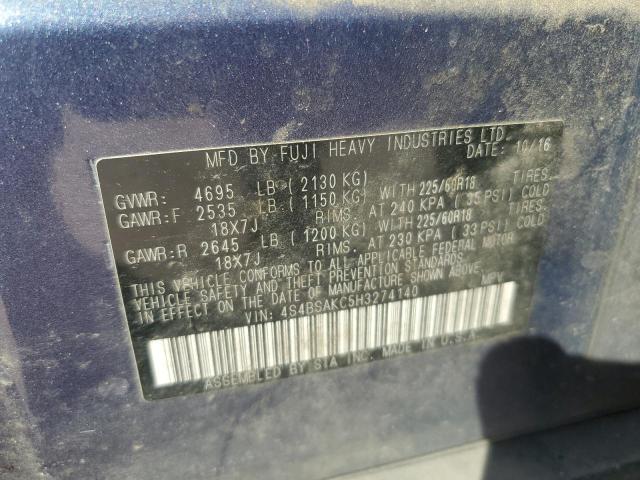 MFD BY FUJI HEAVY INDUSTRIES LTD.
DATE: 10/16
GVWR: 4695 LB (2130 KG)
GAWR:F 2535 LB (1150 KG) WITH 225/60R18 TIRES.
18X7J RIMS. AT 240 KPA (35 PSI) COLD
GAWR:R 2645 LB (1200 KG) WITH 225/60R18 TIRES.
18X7J RIMS. AT 230 KPA (33 PSI) COLD
THIS VEHICLE CONFORMS TO ALL APPLICABLE FEDERAL MOTOR
VEHICLE SAFETY AND THEFT PREVENTION STANDARDS
IN EFFECT ON THE DATE OF MANUFACTURE SHOWN ABOVE.
VIN: 4S4BSAKC5H3274140 MPV
ASSEMBLED BY SIA INC. MADE IN U.S.A.